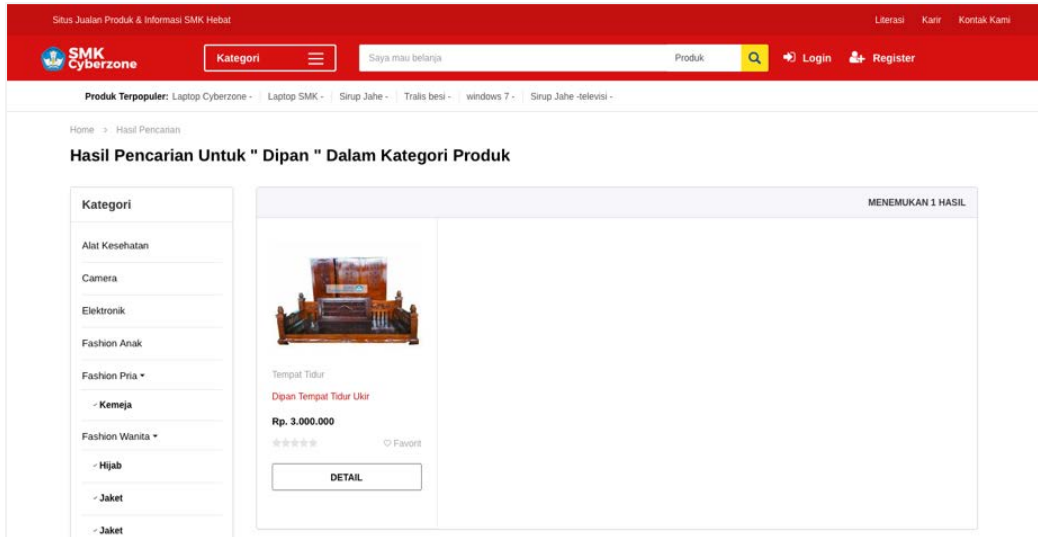 Situs Jualan Produk & Informasi SMK Hebat
Literasi Karir Kontak Kami
SMK
Cyberzone
Kategori
Saya mau belanja
Produk
Login
Register
Produk Terpopuler: Laptop Cyberzone - Laptop SMK - Sirup Jahe - Tralis besi - windows 7 - Sirup Jahe -televisi -
Home > Hasil Pencarian
Hasil Pencarian Untuk " Dipan " Dalam Kategori Produk
Kategori
MENEMUKAN 1 HASIL
Alat Kesehatan
Camera
Elektronik
Fashion Anak
Fashion Pria
Kemeja
Fashion Wanita
Hijab
Jaket
Jaket
Tempat Tidur
Dipan Tempat Tidur Ukir
Rp. 3.000.000
Favorit
DETAIL